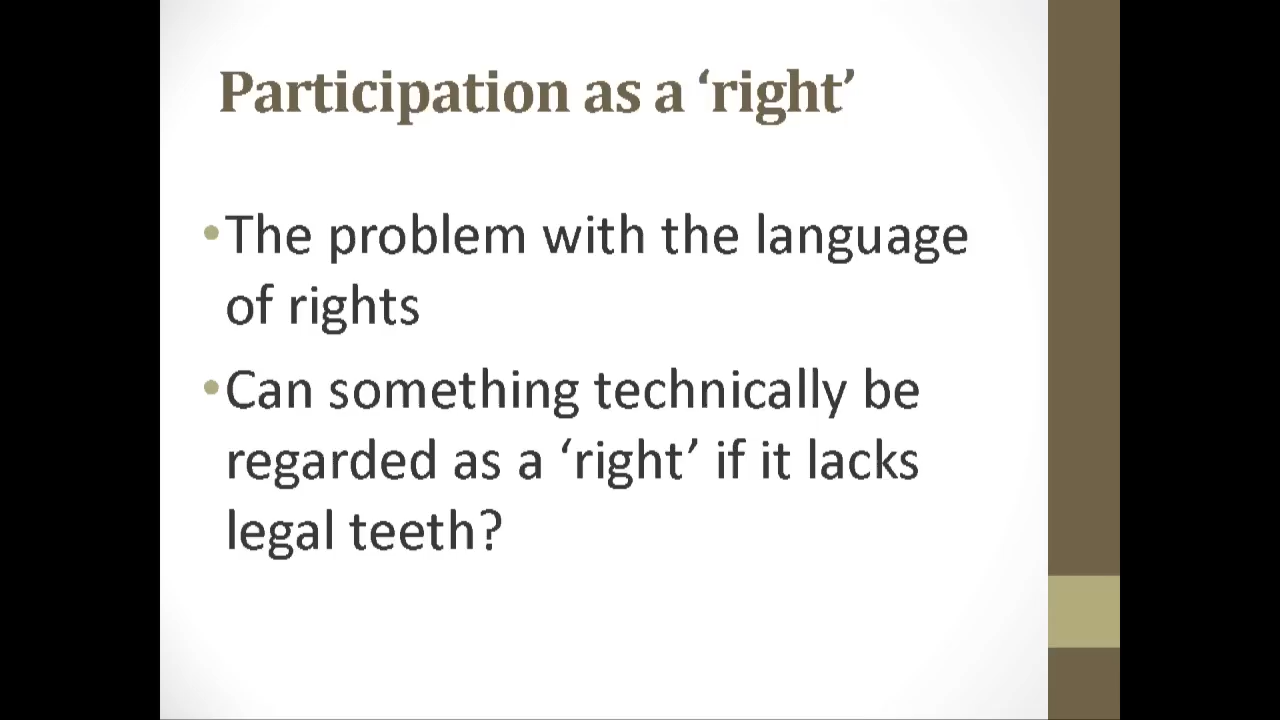 Participation as a ‘right’
•The problem with the language
of rights
•Can something technically be
regarded as a ‘right’ if it lacks
legal teeth?